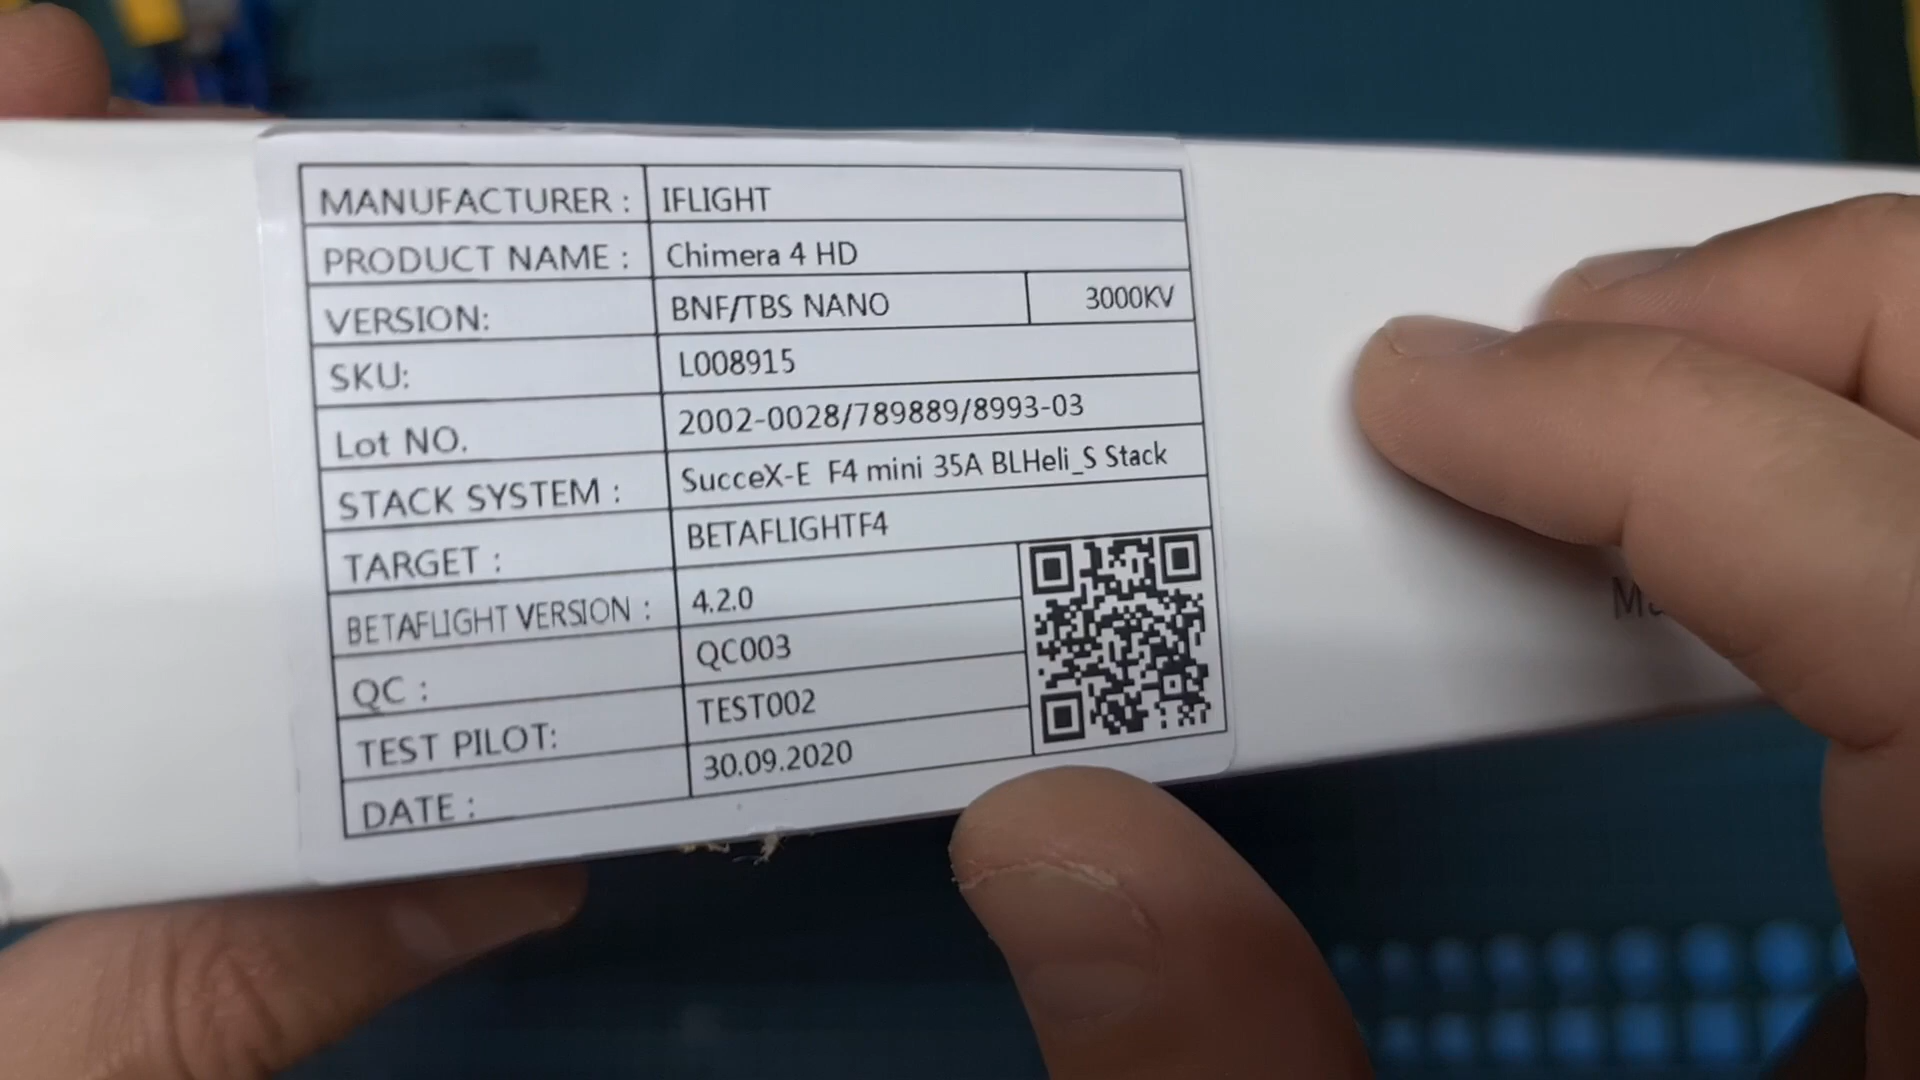 MANUFACTURER : IFLIGHT
PRODUCT NAME : Chimera 4 HD
VERSION: BNF/TBS NANO 3000KV
SKU: L008915
Lot NO. 2002-0028/789889/8993-03
STACK SYSTEM : SucceX-E F4 mini 35A BLHeli_S Stack
TARGET : BETAFLIGHTF4
BETAFLIGHT VERSION : 4.2.0
QC : QC003
TEST PILOT: TEST002
DATE : 30.09.2020